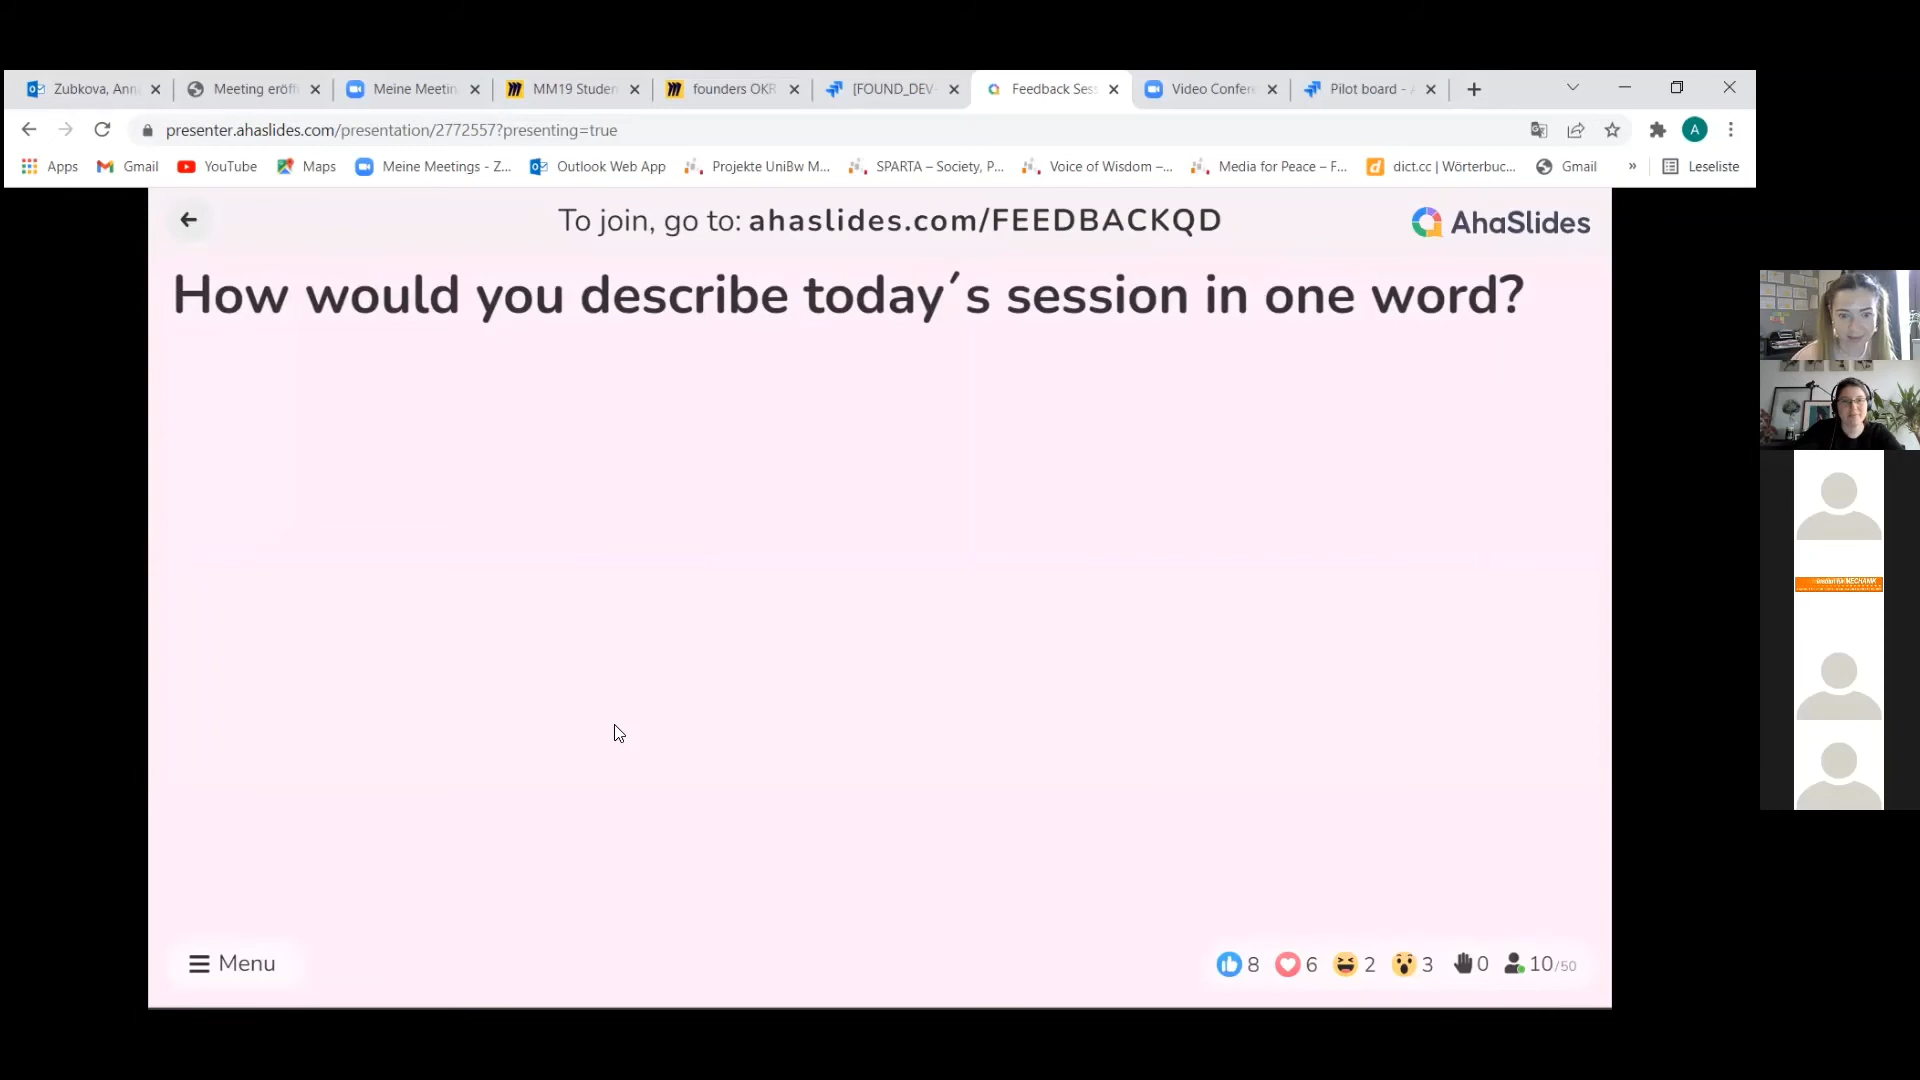 Zubkova, Ann
Meeting eröff
Meine Meetin
MM19 Studen
founders OKR
[FOUND_DEV-
Feedback Sess
Video Confer
Pilot board -
presenter.ahaslides.com/presentation/2772557?presenting=true
A
Apps
Gmail
YouTube
Maps
Meine Meetings - Z...
Outlook Web App
Projekte UniBw M...
SPARTA – Society, P...
Voice of Wisdom –...
Media for Peace – F...
dict.cc | Wörterbuc...
Gmail
»
Leseliste
To join, go to: ahaslides.com/FEEDBACKQD
AhaSlides
How would you describe today´s session in one word?
Menu
8 6 2 3 0 10/50